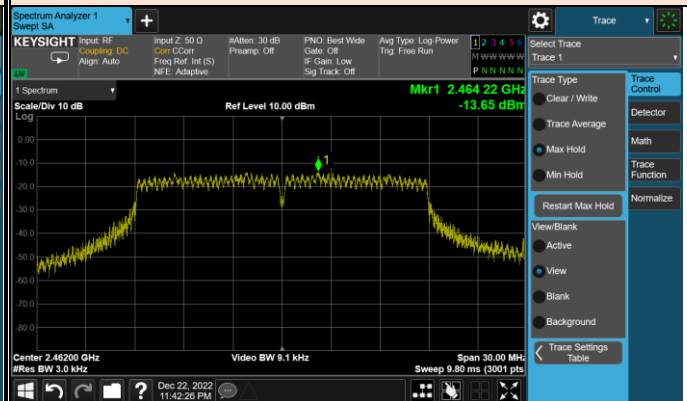 Spectrum Analyzer 1
Swept SA
+
Trace
KEYSIGHT
Input: RF
Coupling: DC
Align: Auto
Input Z: 50 Ω
Corr CCorr
Freq Ref: Int (S)
NFE: Adaptive
#Atten: 30 dB
Preamp: Off
PNO: Best Wide
Gate: Off
IF Gain: Low
Sig Track: Off
Avg Type: Log-Power
Trig: Free Run
1 2 3 4 5 6
M W W W W W
P N N N N N
LXI
Select Trace
Trace 1
1 Spectrum
Scale/Div 10 dB
Ref Level 10.00 dBm
Mkr1 2.464 22 GHz
-13.65 dBm
Log
0.00
-10.0
-20.0
-30.0
-40.0
-50.0
-60.0
-70.0
-80.0
1
Center 2.46200 GHz
#Res BW 3.0 kHz
Video BW 9.1 kHz
Span 30.00 MHz
Sweep 9.80 ms (3001 pts
Trace Type
Clear / Write
Trace Average
Max Hold
Min Hold
Restart Max Hold
View/Blank
Active
View
Blank
Background
Trace Settings
Table
Trace
Control
Detector
Math
Trace
Function
Normalize
?
Dec 22, 2022
11:42:26 PM